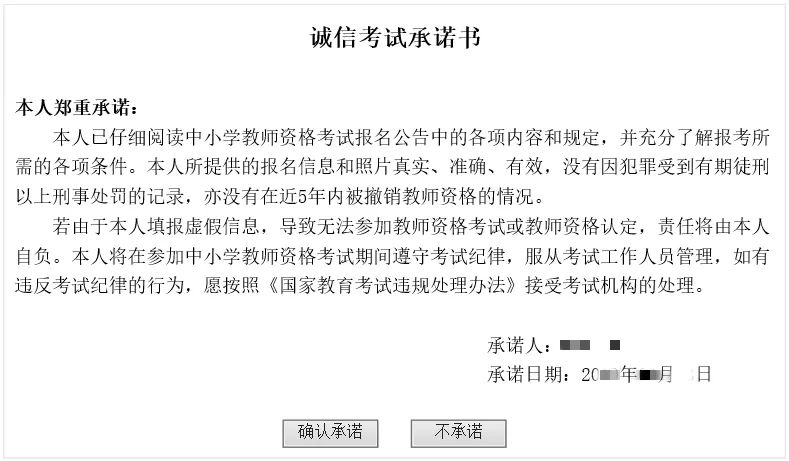 诚信考试承诺书
本人郑重承诺：
本人已仔细阅读中小学教师资格考试报名公告中的各项内容和规定，并充分了解报考所
需的各项条件。本人所提供的报名信息和照片真实、准确、有效，没有因犯罪受到有期徒刑
以上刑事处罚的记录，亦没有在近5年内被撤销教师资格的情况。
若由于本人填报虚假信息，导致无法参加教师资格考试或教师资格认定，责任将由本人
自负。本人将在参加中小学教师资格考试期间遵守考试纪律，服从考试工作人员管理，如有
违反考试纪律的行为，愿按照《国家教育考试违规处理办法》接受考试机构的处理。
承诺人：
承诺日期：20 年 月 日
确认承诺 不承诺